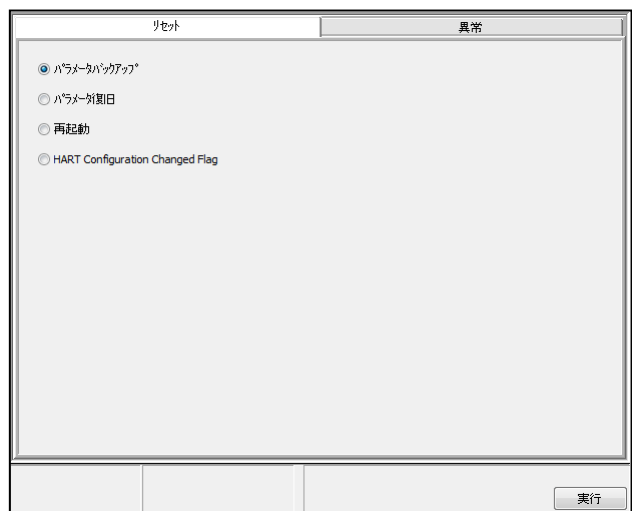 リセット
異常
パラメータバックアップ
パラメータ復旧
再起動
HART Configuration Changed Flag
実行